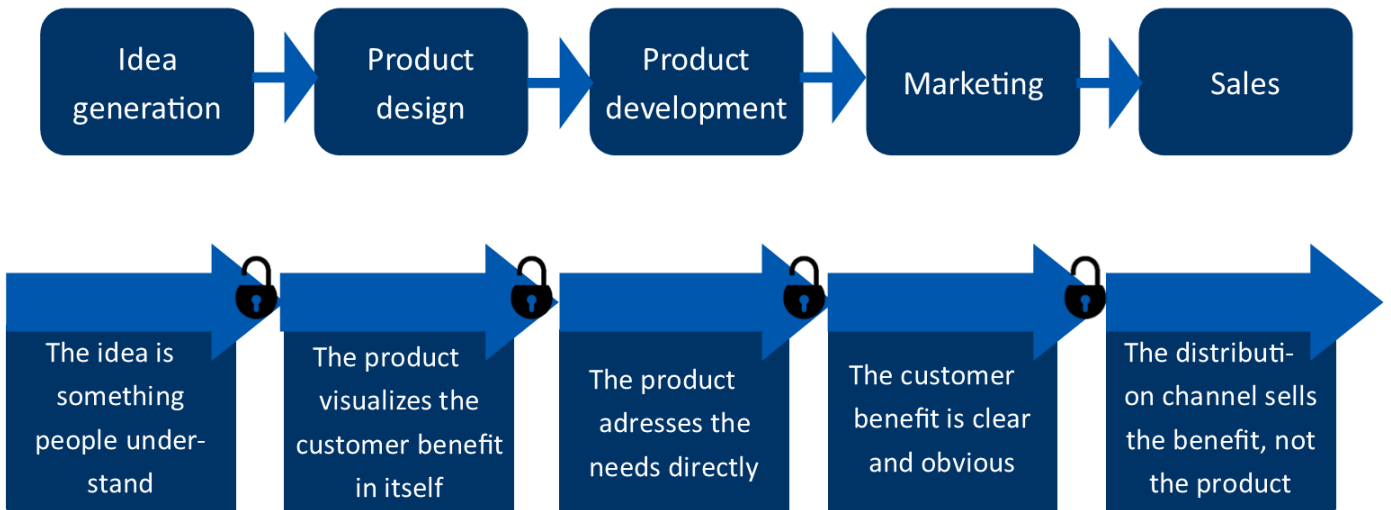 Idea
generation
Product
design
Product
development
Marketing
Sales
The idea is
something
people under-
stand
The product
visualizes the
customer benefit
in itself
The product
adresses the
needs directly
The customer
benefit is clear
and obvious
The distributi-
on channel sells
the benefit, not
the product